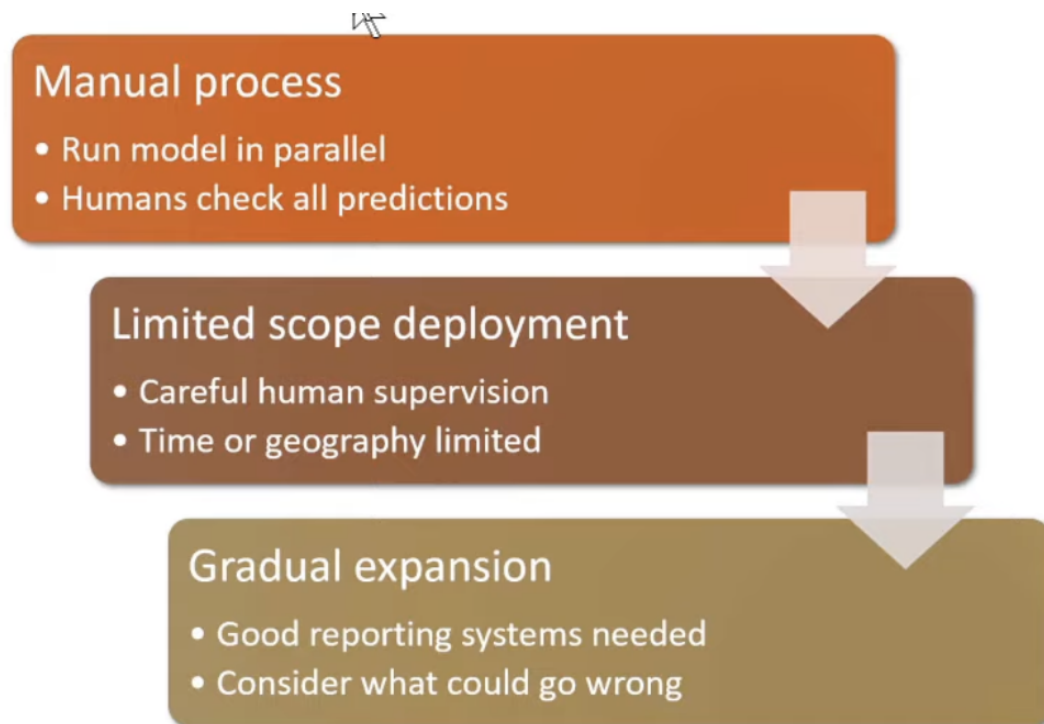 Manual process
• Run model in parallel
• Humans check all predictions
Limited scope deployment
• Careful human supervision
• Time or geography limited
Gradual expansion
• Good reporting systems needed
• Consider what could go wrong